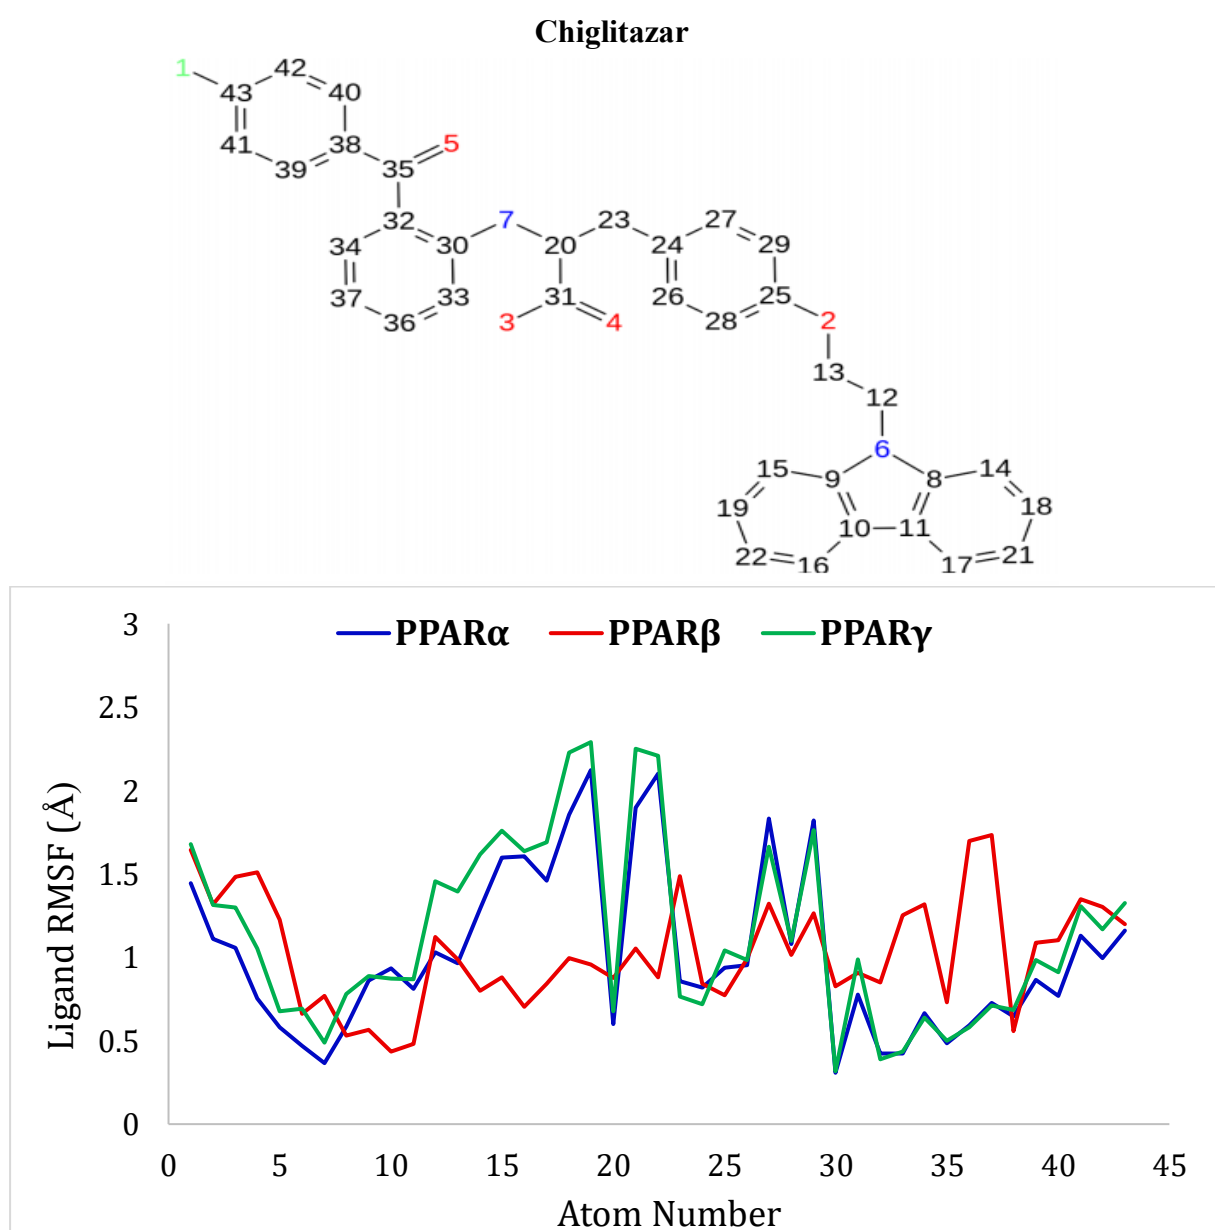 Chiglitazar
1 42
43 40
41 38 5
39 35
32 7 23 27
34 30 20 24 29
37 33 31 26 25
36 3 4 28 2
13
12
6
15 9 8 14
19 18
10 11
22 16 17 21
PPARα PPARβ PPARγ
3
2.5
2
1.5
1
0.5
0
0 5 10 15 20 25 30 35 40 45
Ligand RMSF (Å)
Atom Number